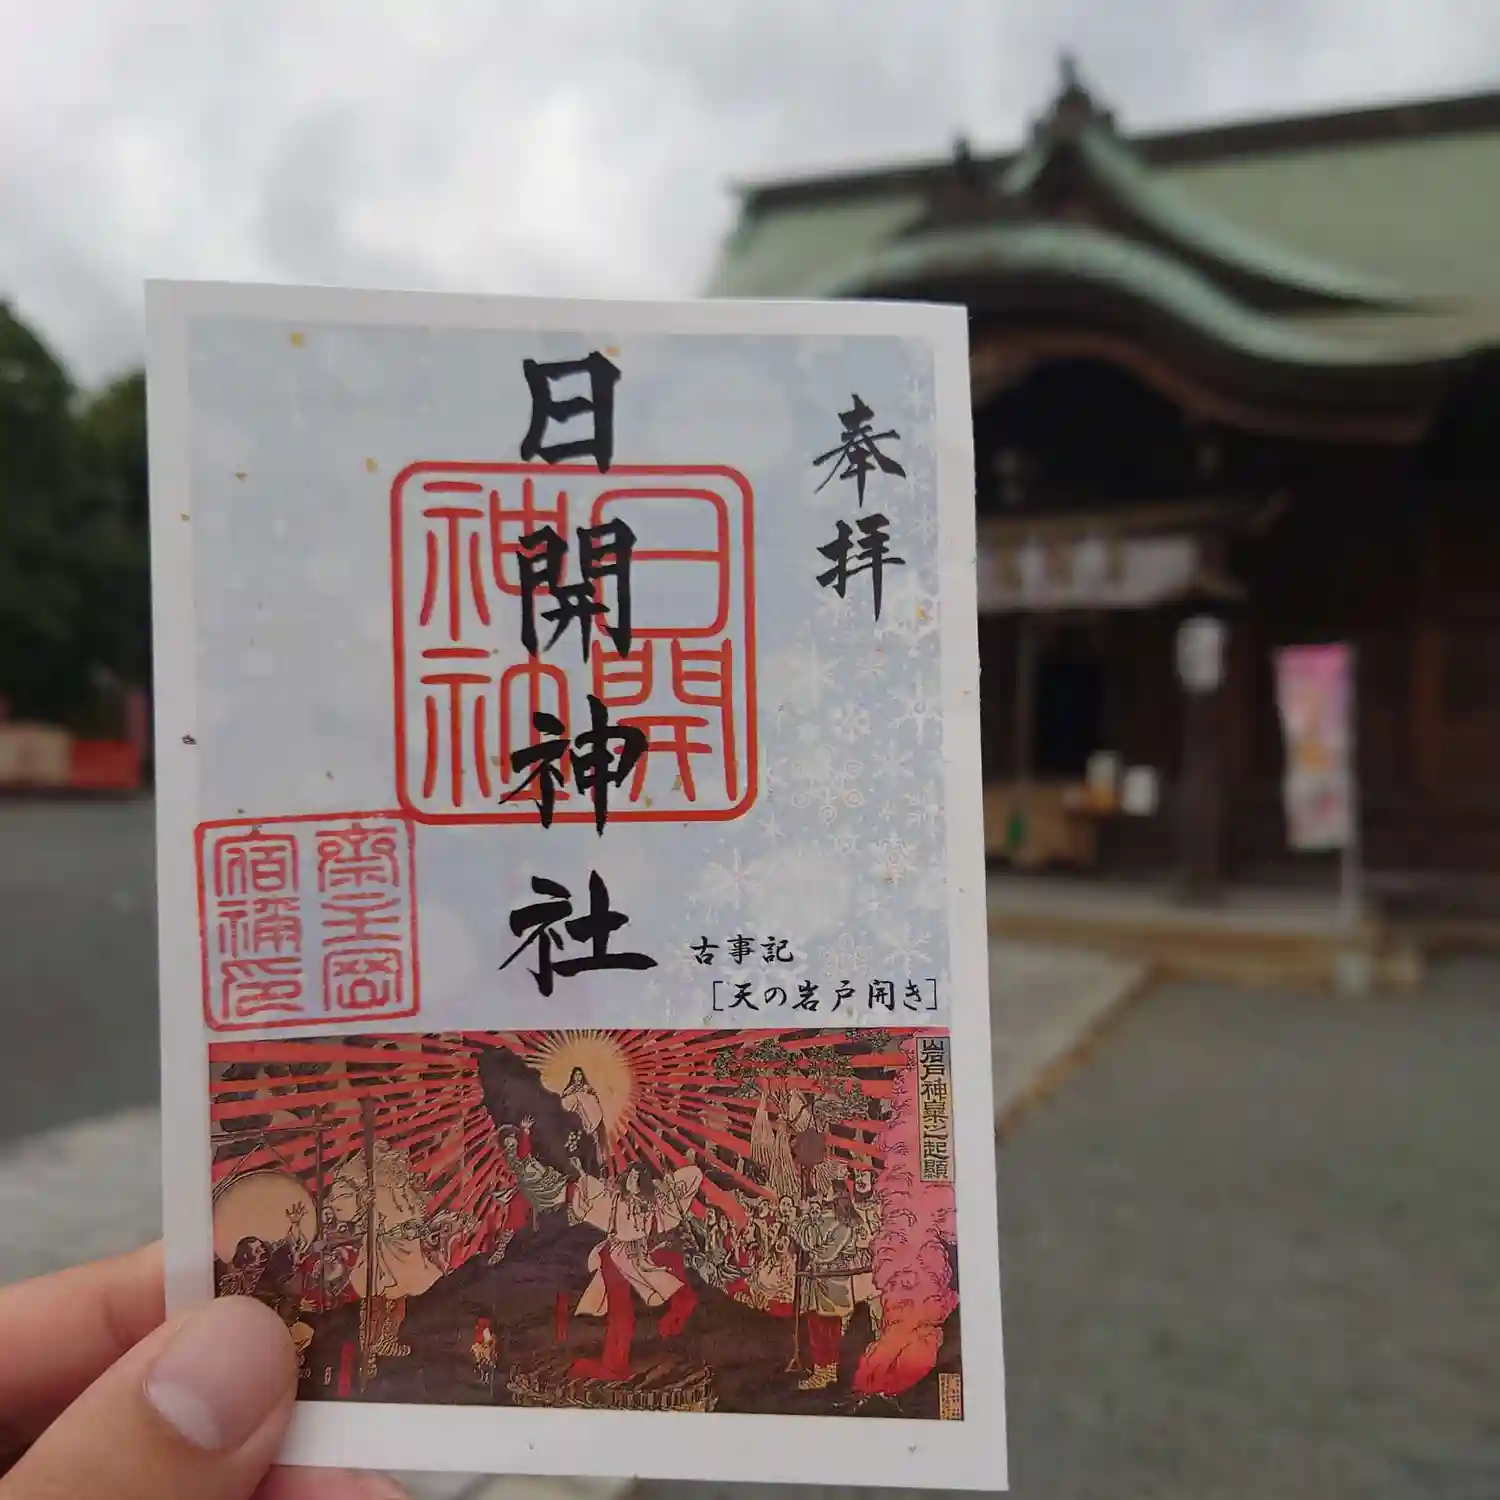 奉拝
日開神社
日開
神社
古事記
[天の岩戸開き]
岩戸神楽之起顕